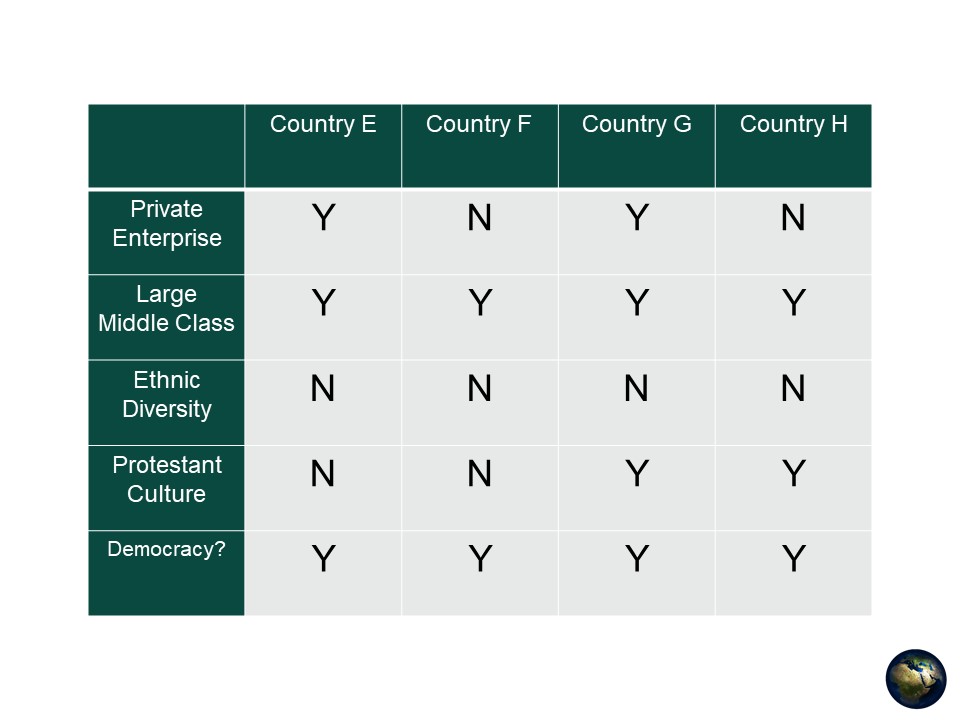 Country E Country F Country G Country H
Private
Enterprise Y N Y N
Large
Middle Class Y Y Y Y
Ethnic
Diversity N N N N
Protestant
Culture N N Y Y
Democracy? Y Y Y Y